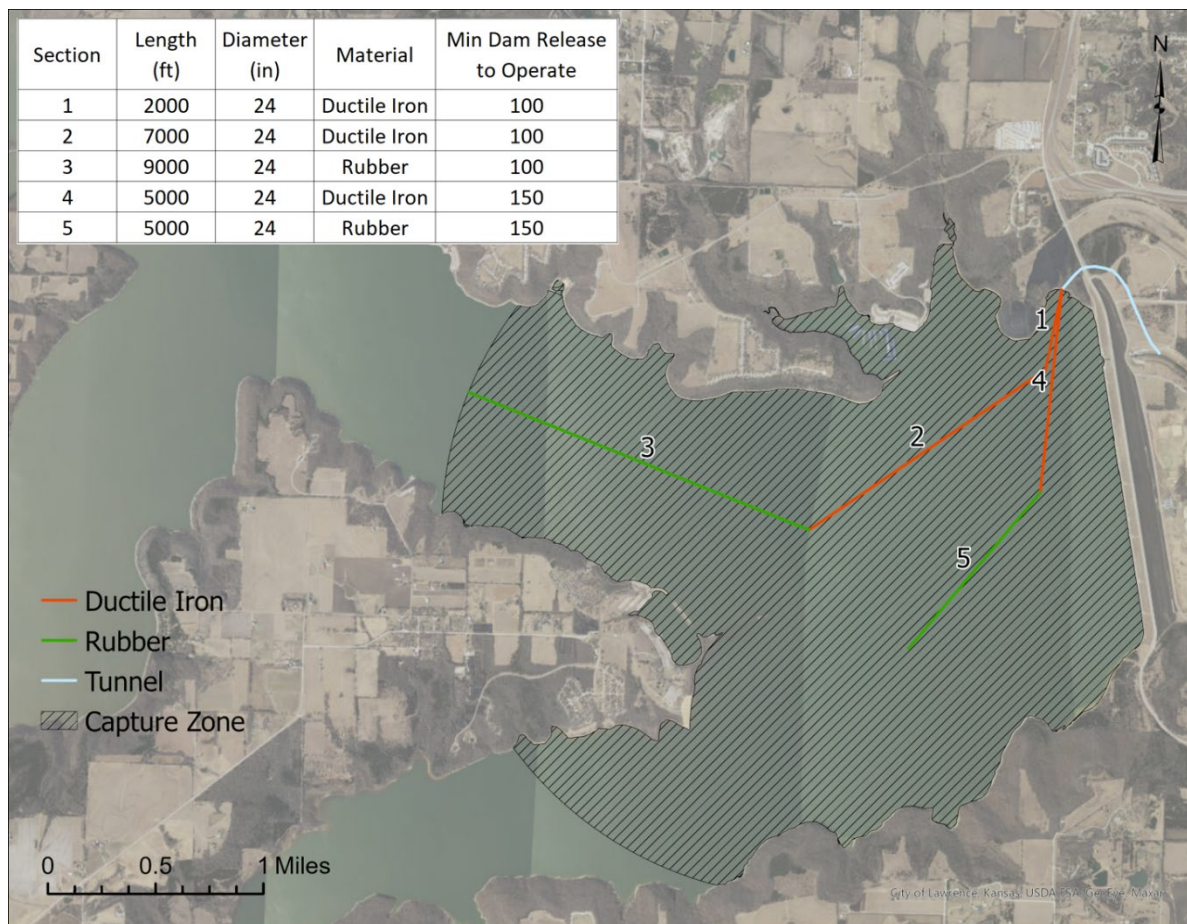 Section Length (ft) Diameter (in) Material Min Dam Release to Operate
1 2000 24 Ductile Iron 100
2 7000 24 Ductile Iron 100
3 9000 24 Rubber 100
4 5000 24 Ductile Iron 150
5 5000 24 Rubber 150
N
1
4
2
3
5
Ductile Iron
Rubber
Tunnel
Capture Zone
0 0.5 1 Miles
City of Lawrence, Kansas, USDA FSA, GeoEye, Maxar